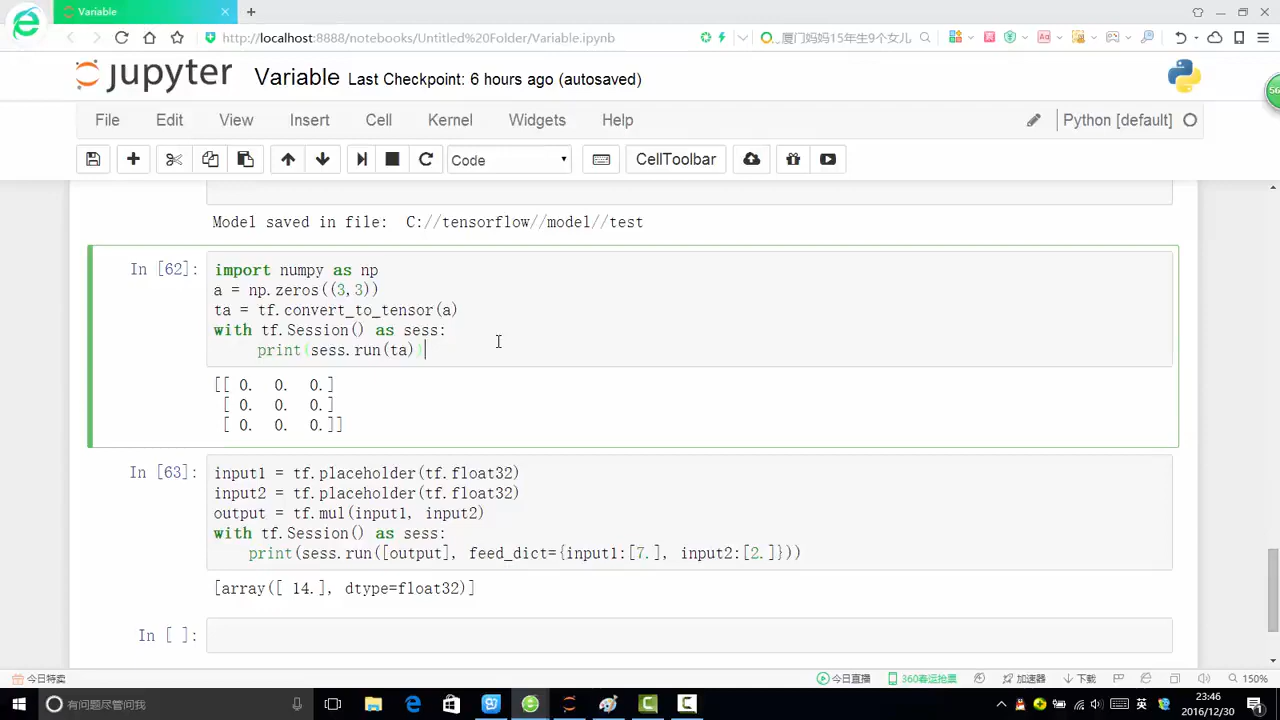 Variable
http://localhost:8888/notebooks/Untitled%20Folder/Variable.ipynb
厦门妈妈15年生9个女儿
jupyter Variable Last Checkpoint: 6 hours ago (autosaved)
56
File Edit View Insert Cell Kernel Widgets Help Python [default]
Code CellToolbar
Model saved in file: C://tensorflow//model//test
In [62]: import numpy as np
a = np.zeros((3,3))
ta = tf.convert_to_tensor(a)
with tf.Session() as sess:
print(sess.run(ta))
[[ 0. 0. 0.]
[ 0. 0. 0.]
[ 0. 0. 0.]]
In [63]: input1 = tf.placeholder(tf.float32)
input2 = tf.placeholder(tf.float32)
output = tf.mul(input1, input2)
with tf.Session() as sess:
print(sess.run([output], feed_dict={input1:[7.], input2:[2.]}))
[array([ 14.], dtype=float32)]
In [ ]:
今日特卖 今日直播 360春运抢票 加速器 下载 150%
有问题尽管问我 英 23:46
2016/12/30